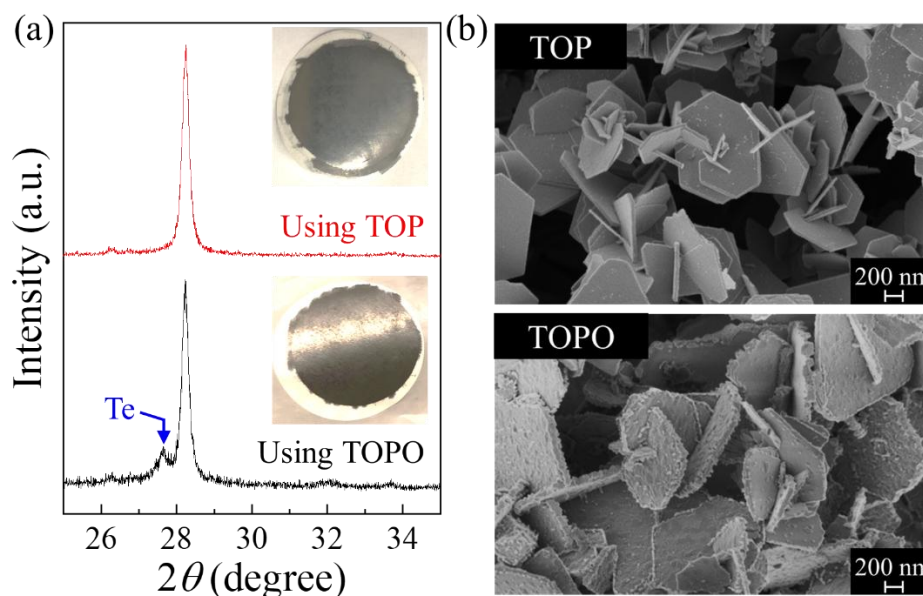 (a)
Intensity (a.u.)
Using TOP
Te
Using TOPO
26 28 30 32 34
2θ (degree)
(b)
TOP
200 nm
TOPO
200 nm